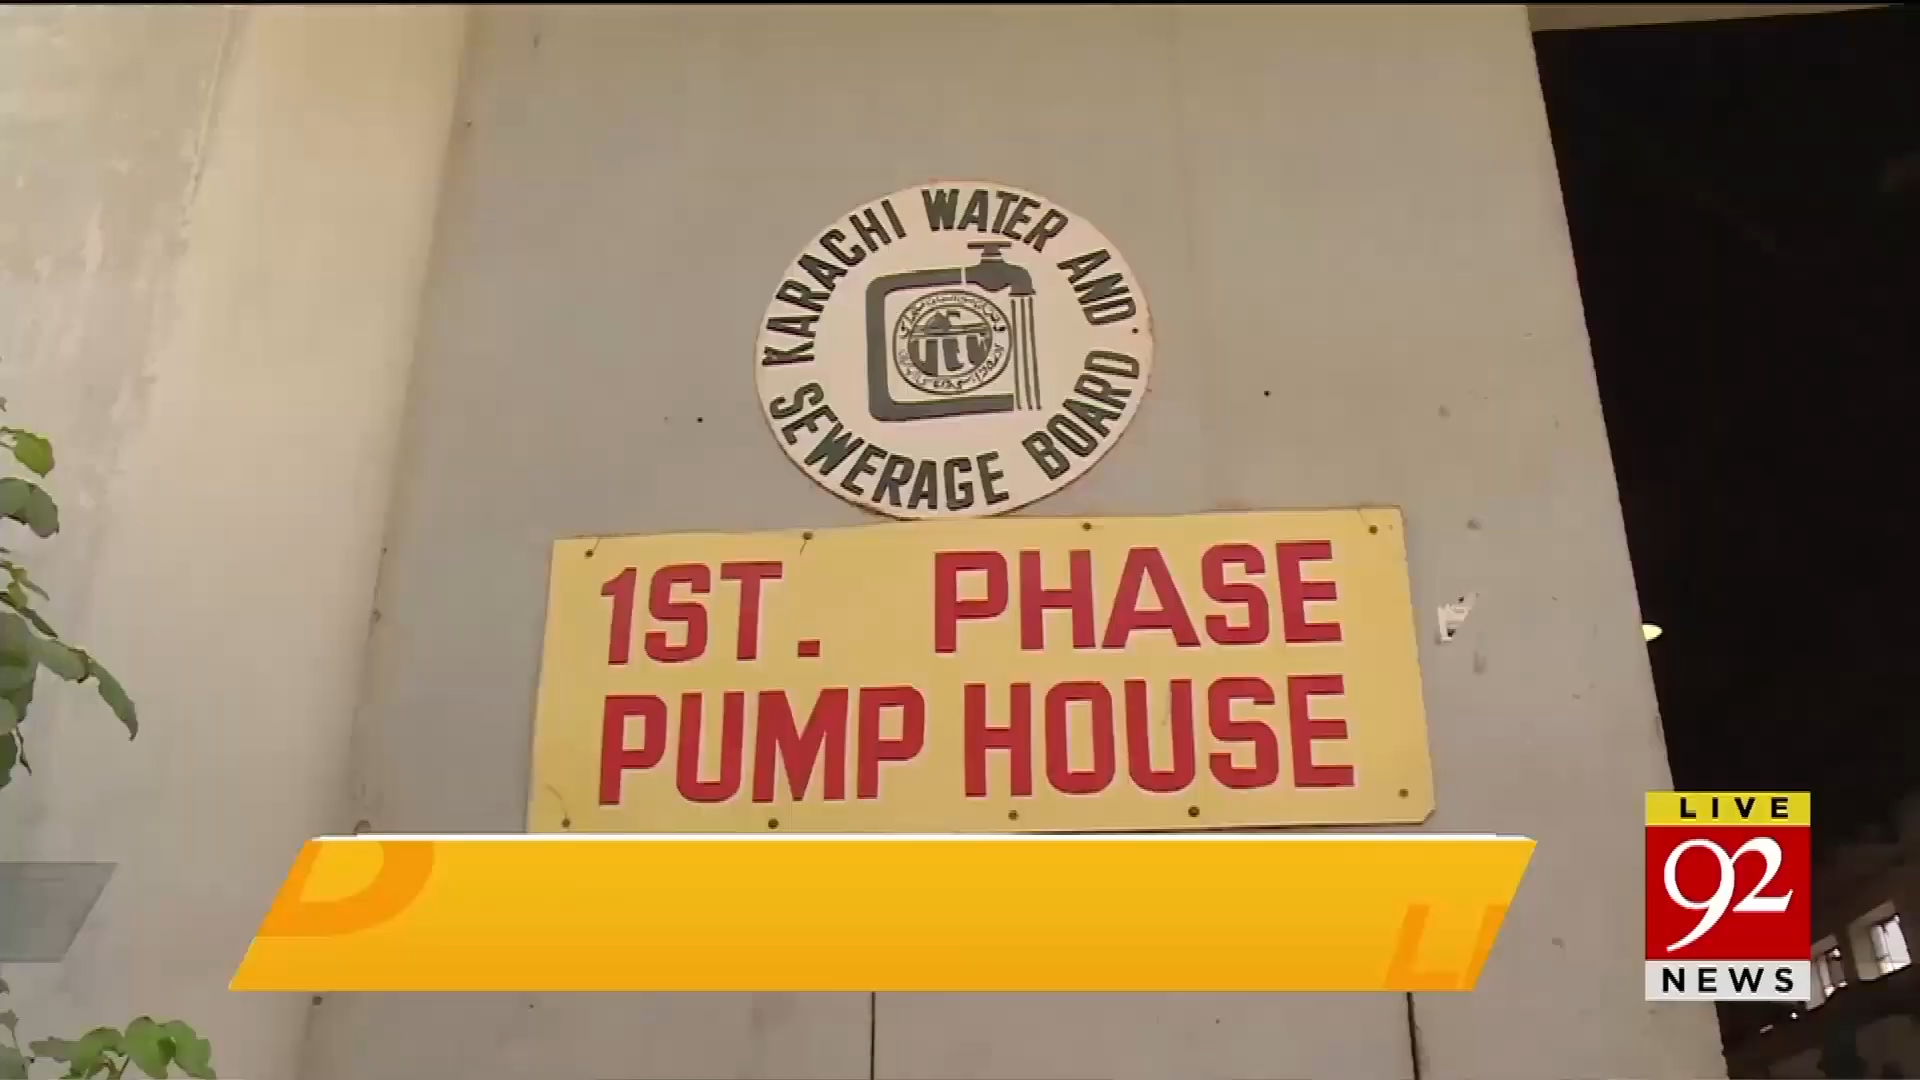 KARACHI WATER AND
SEWERAGE BOARD
1ST. PHASE
PUMP HOUSE
LIVE
92
NEWS